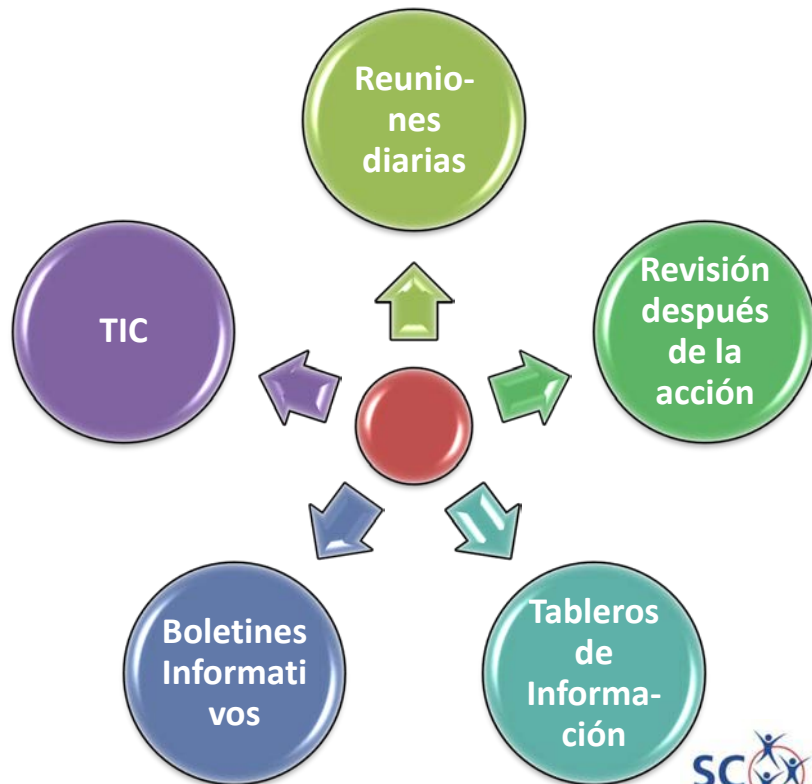 Reunio-
nes
diarias
Revisión
después
de la
acción
Tableros
de
Informa-
ción
Boletines
Informati
vos
TIC
SC